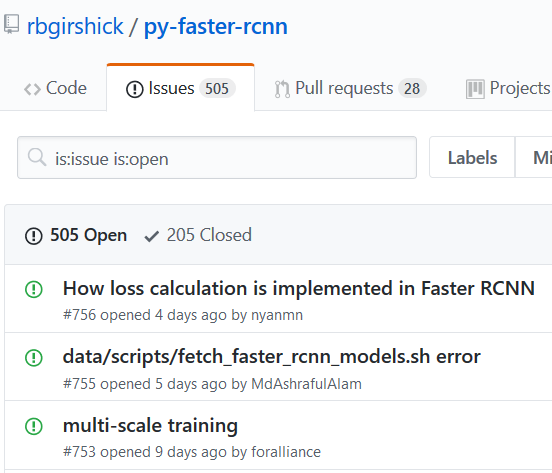 rbgirshick / py-faster-rcnn
Code Issues 505 Pull requests 28 Projects
is:issue is:open Labels Mi
505 Open 205 Closed
How loss calculation is implemented in Faster RCNN
#756 opened 4 days ago by nyanmn
data/scripts/fetch_faster_rcnn_models.sh error
#755 opened 5 days ago by MdAshrafulAlam
multi-scale training
#753 opened 9 days ago by foralliance